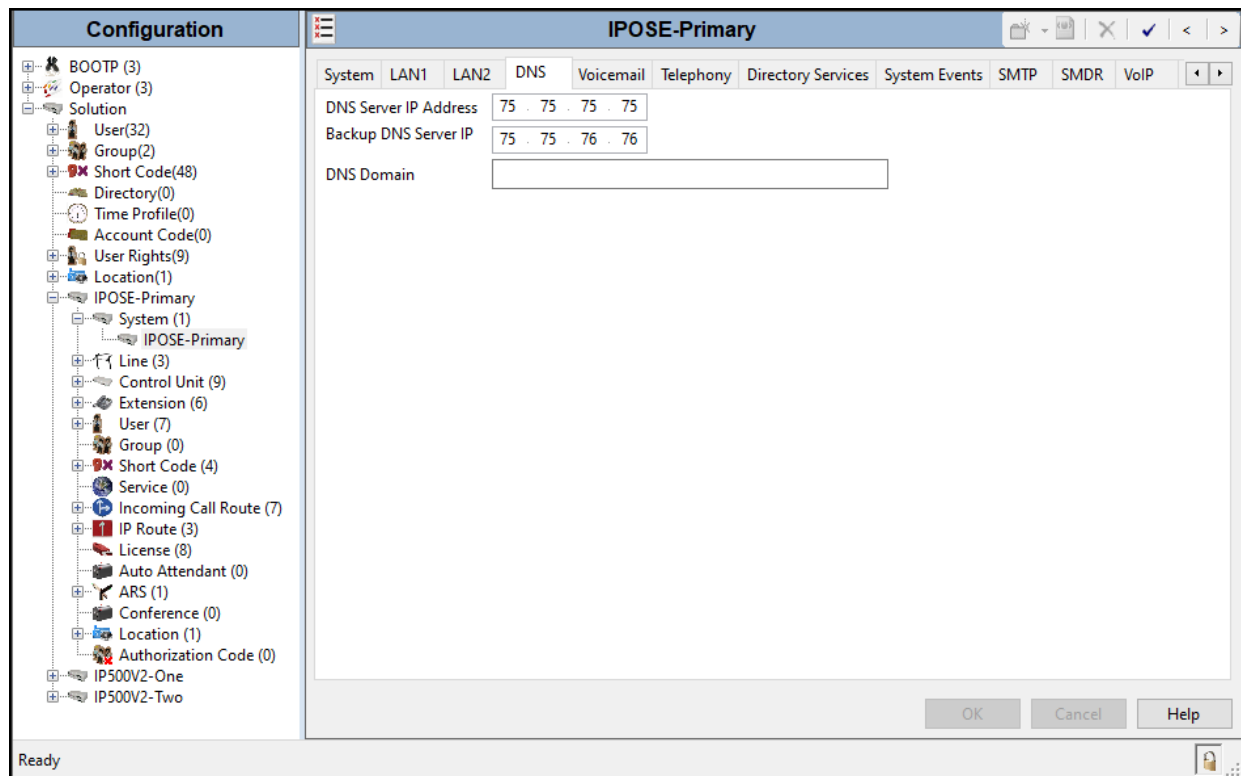 Configuration
BOOTP (3)
Operator (3)
Solution
User(32)
Group(2)
Short Code(48)
Directory(0)
Time Profile(0)
Account Code(0)
User Rights(9)
Location(1)
IPOSE-Primary
System (1)
IPOSE-Primary
Line (3)
Control Unit (9)
Extension (6)
User (7)
Group (0)
Short Code (4)
Service (0)
Incoming Call Route (7)
IP Route (3)
License (8)
Auto Attendant (0)
ARS (1)
Conference (0)
Location (1)
Authorization Code (0)
IP500V2-One
IP500V2-Two
IPOSE-Primary
System LAN1 LAN2 DNS Voicemail Telephony Directory Services System Events SMTP SMDR VoIP
DNS Server IP Address 75 . 75 . 75 . 75
Backup DNS Server IP 75 . 75 . 76 . 76
DNS Domain
OK Cancel Help
Ready